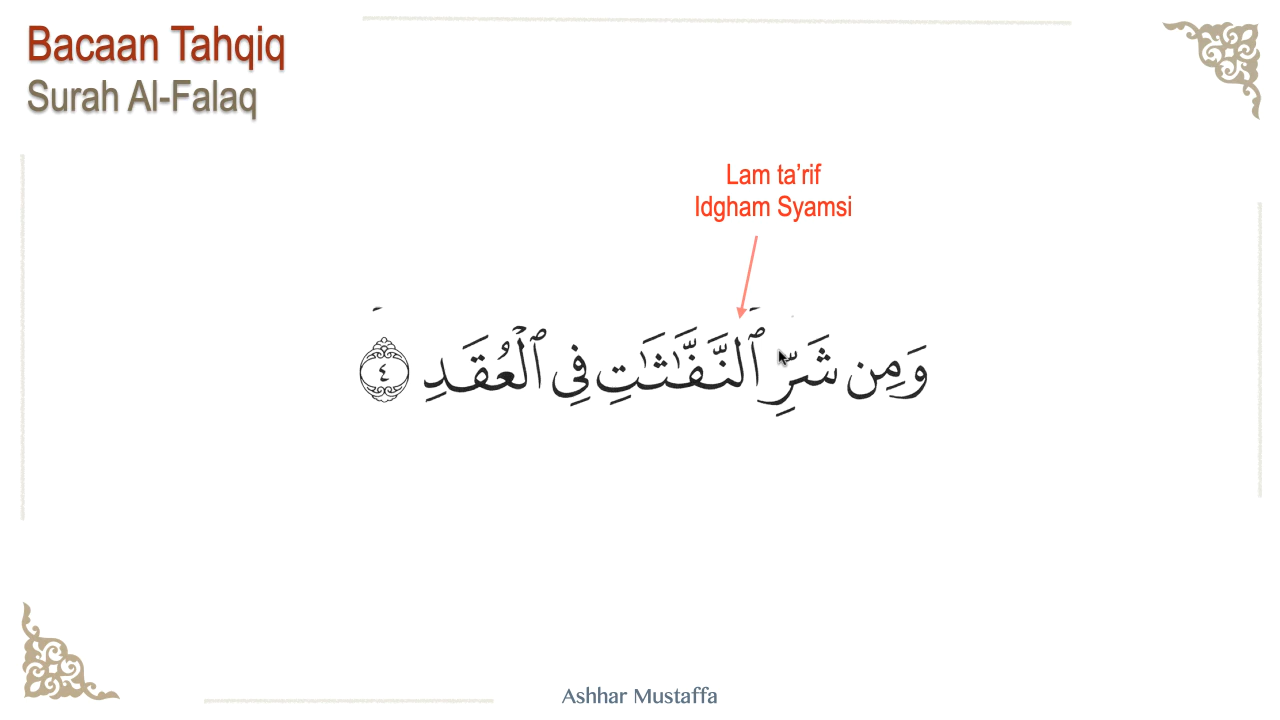 Bacaan Tahqiq
Surah Al-Falaq
Lam ta’rif
Idgham Syamsi
وَمِن شَرِّ ٱلنَّفَّـٰثَـٰتِ فِى ٱلْعُقَدِ ٤
Ashhar Mustaffa